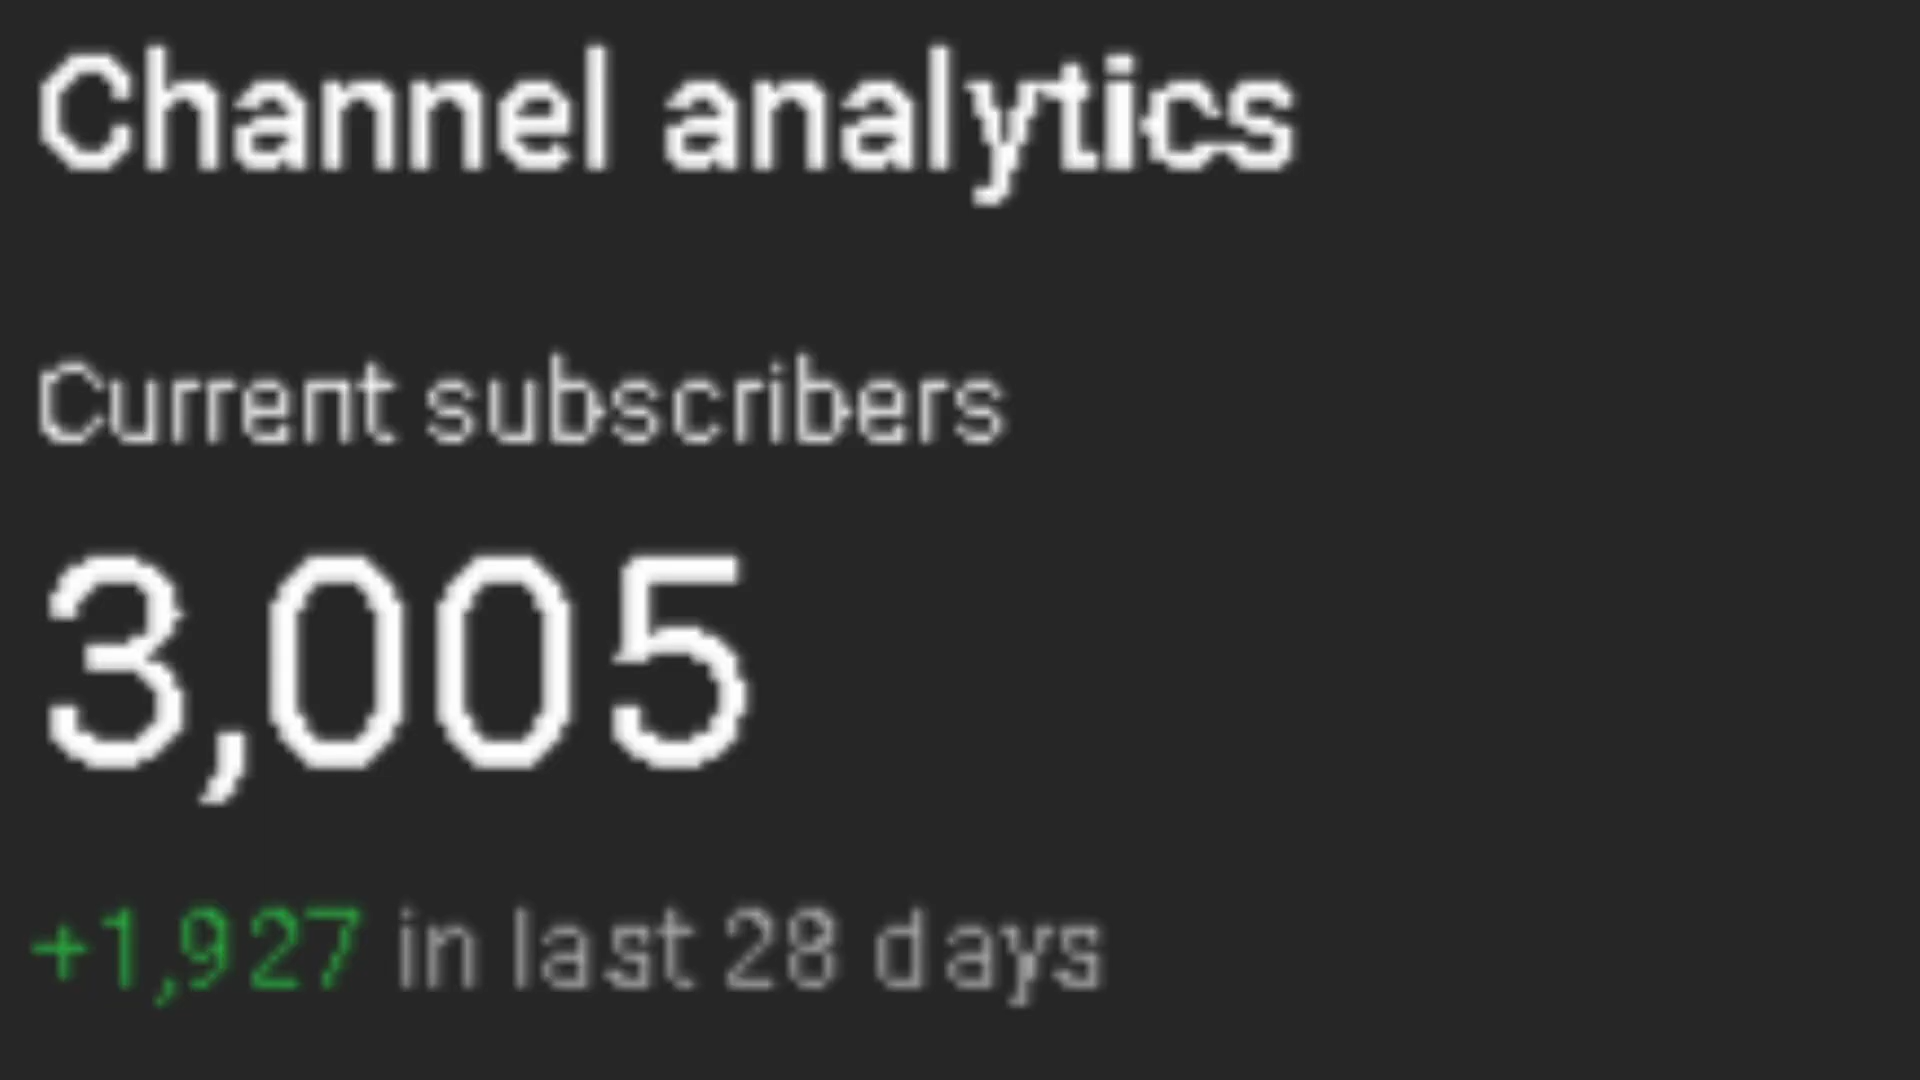 Channel analytics
Current subscribers
3,005
+1,927 in last 28 days